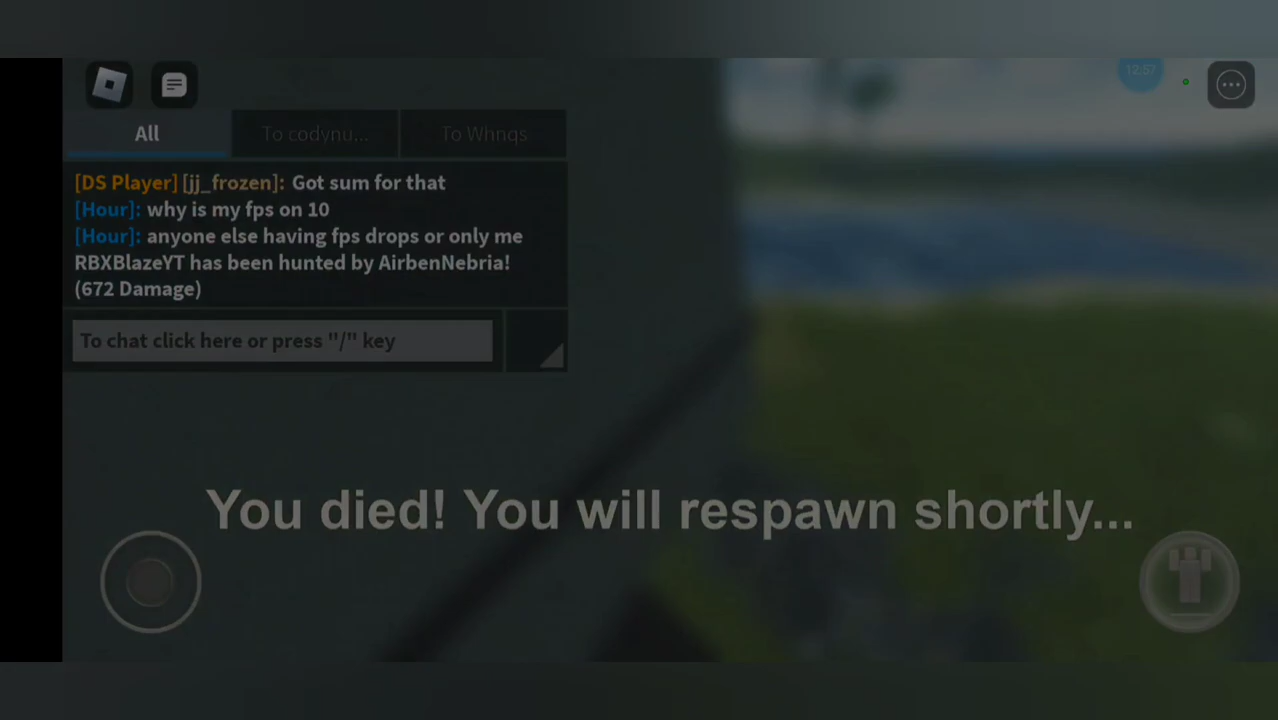 12:57
All
To codynu...
To Whnqs
[DS Player] [jj_frozen]: Got sum for that
[Hour]: why is my fps on 10
[Hour]: anyone else having fps drops or only me
RBXBlazeYT has been hunted by AirbenNebria!
(672 Damage)
To chat click here or press "/" key
You died! You will respawn shortly...